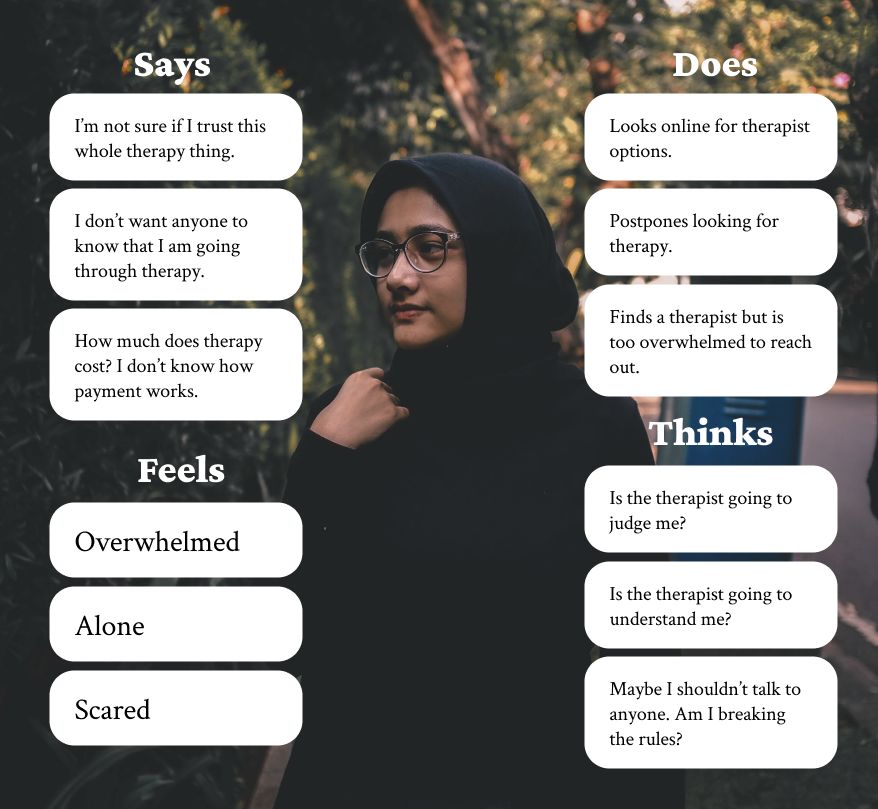 Says
I’m not sure if I trust this
whole therapy thing.
I don’t want anyone to
know that I am going
through therapy.
How much does therapy
cost? I don’t know how
payment works.
Feels
Overwhelmed
Alone
Scared
Does
Looks online for therapist
options.
Postpones looking for
therapy.
Finds a therapist but is
too overwhelmed to reach
out.
Thinks
Is the therapist going to
judge me?
Is the therapist going to
understand me?
Maybe I shouldn’t talk to
anyone. Am I breaking
the rules?